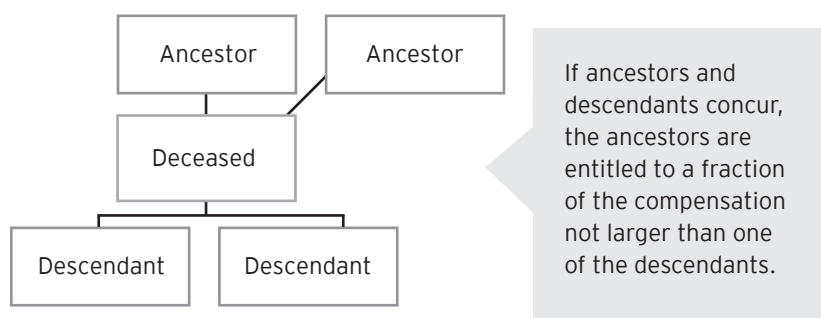 Ancestor
Ancestor
Deceased
Descendant
Descendant
If ancestors and
descendants concur,
the ancestors are
entitled to a fraction
of the compensation
not larger than one
of the descendants.